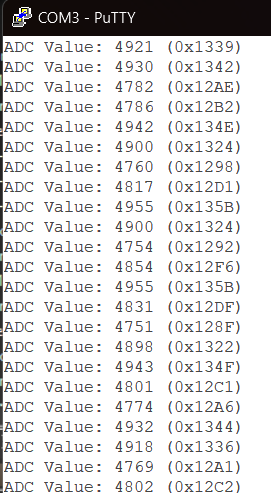 COM3 - PuTTY
ADC Value: 4921 (0x1339)
ADC Value: 4930 (0x1342)
ADC Value: 4782 (0x12AE)
ADC Value: 4786 (0x12B2)
ADC Value: 4942 (0x134E)
ADC Value: 4900 (0x1324)
ADC Value: 4760 (0x1298)
ADC Value: 4817 (0x12D1)
ADC Value: 4955 (0x135B)
ADC Value: 4900 (0x1324)
ADC Value: 4754 (0x1292)
ADC Value: 4854 (0x12F6)
ADC Value: 4955 (0x135B)
ADC Value: 4831 (0x12DF)
ADC Value: 4751 (0x128F)
ADC Value: 4898 (0x1322)
ADC Value: 4943 (0x134F)
ADC Value: 4801 (0x12C1)
ADC Value: 4774 (0x12A6)
ADC Value: 4932 (0x1344)
ADC Value: 4918 (0x1336)
ADC Value: 4769 (0x12A1)
ADC Value: 4802 (0x12C2)